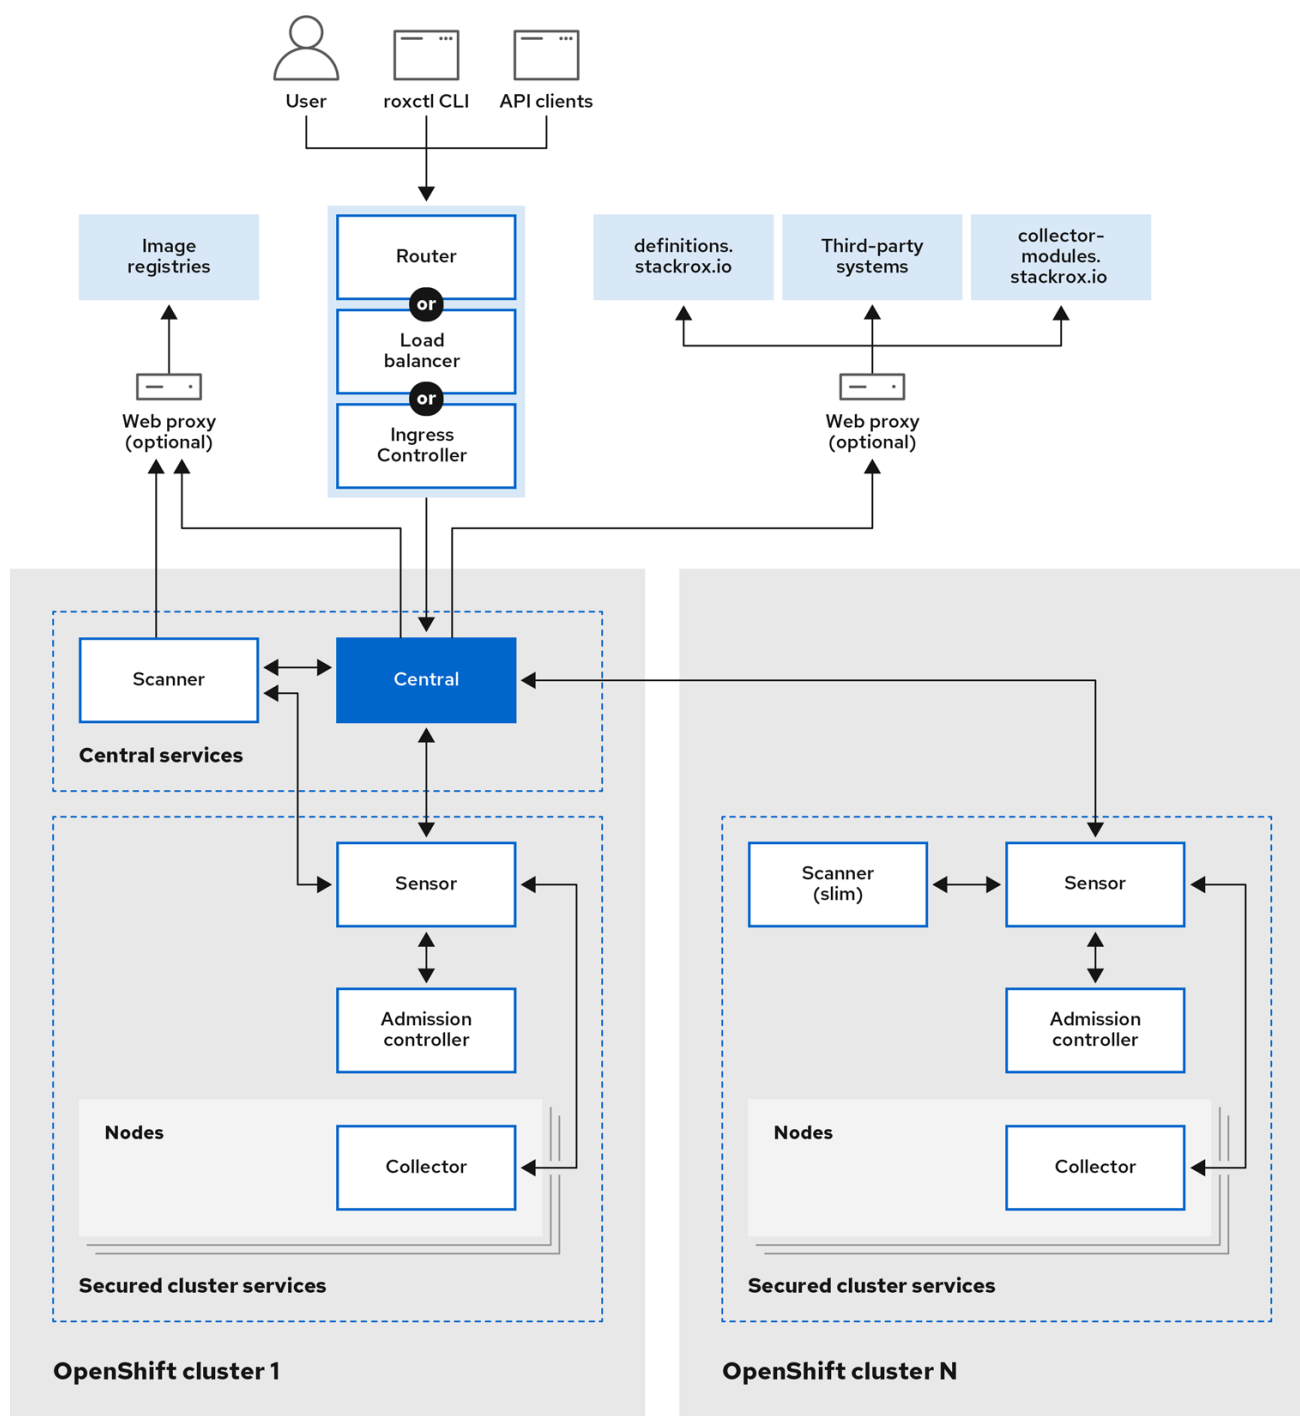 User
roxctl CLI
API clients
Image
registries
Router
or
Load
balancer
or
Ingress
Controller
definitions.
stackrox.io
Third-party
systems
collector-
modules.
stackrox.io
Web proxy
(optional)
Web proxy
(optional)
Scanner
Central
Central services
Sensor
Admission
controller
Nodes
Collector
Secured cluster services
OpenShift cluster 1
Scanner
(slim)
Sensor
Admission
controller
Nodes
Collector
Secured cluster services
OpenShift cluster N